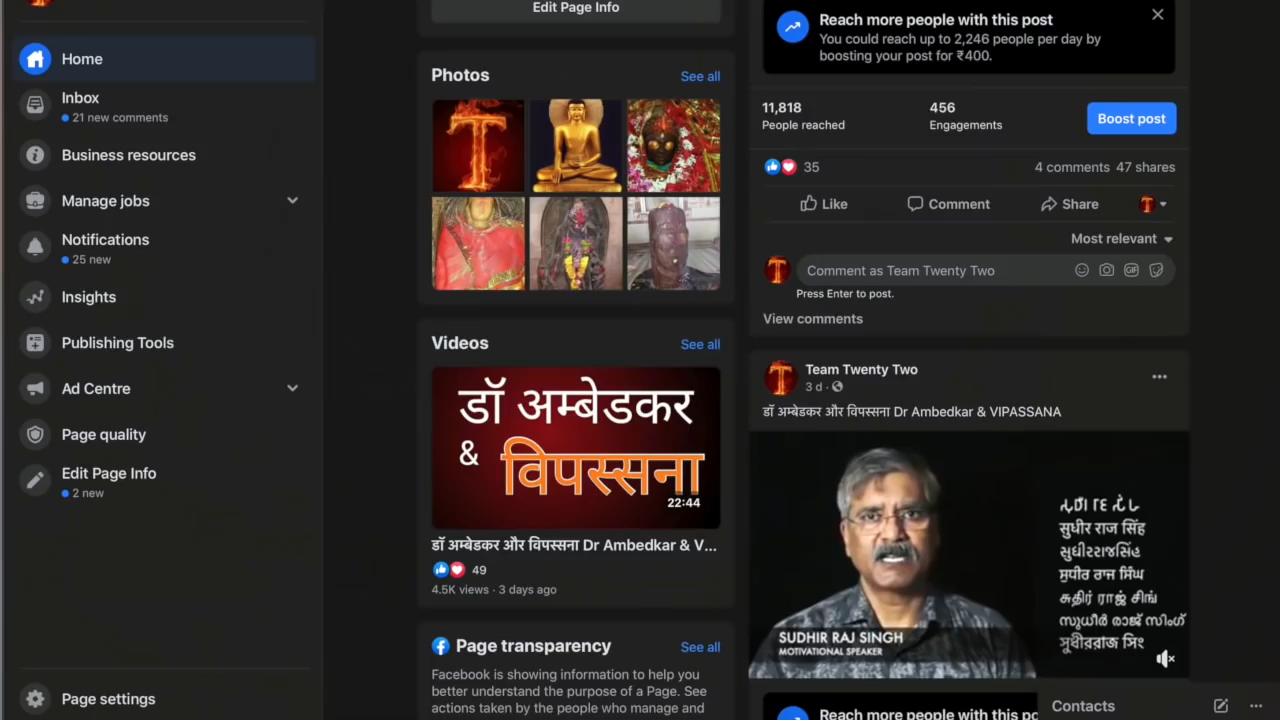 Home
Inbox
21 new comments
Business resources
Manage jobs
Notifications
25 new
Insights
Publishing Tools
Ad Centre
Page quality
Edit Page Info
2 new
Page settings
Edit Page Info
Photos
See all
T
Videos
See all
डॉ अम्बेडकर
&
विपस्सना
22:44
डॉ अम्बेडकर और विपस्सना Dr Ambedkar & V...
49
4.5K views · 3 days ago
Page transparency
See all
Facebook is showing information to help you
better understand the purpose of a Page. See
actions taken by the people who manage and
Reach more people with this post
You could reach up to 2,246 people per day by
boosting your post for ₹400.
11,818
People reached
456
Engagements
Boost post
35
4 comments 47 shares
Like
Comment
Share
Most relevant
Comment as Team Twenty Two
GIF
Press Enter to post.
View comments
Team Twenty Two
3 d ·
डॉ अम्बेडकर और विपस्सना Dr Ambedkar & VIPASSANA
सुधीर राज सिंह
ਸੁਧੀਰ ਰਾਜ ਸਿੰਘ
சுதிர் ராஜ் சிங்
സുധീർ രാജ് സിംഗ്
SUDHIR RAJ SINGH
MOTIVATIONAL SPEAKER
Reach more people with this po
Contacts